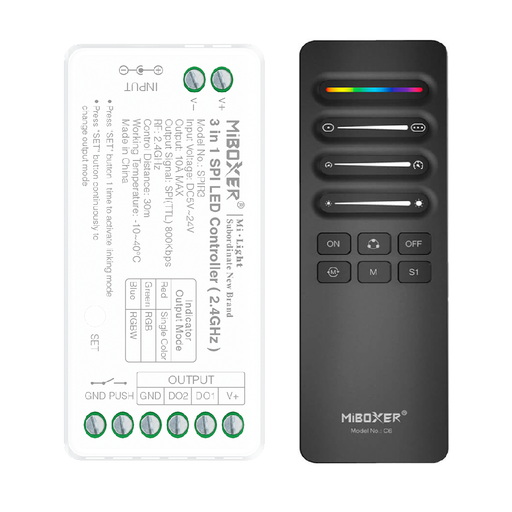 INPUT
V-
V+
MiBOXER®
Mi·Light
Subordinate New Brand
3 in 1 SPI LED Controller ( 2.4GHz )
Model No.: SPIR3
Input Voltage: DC5V~24V
Output: 10A MAX
Output Signal: SPI(TTL) 800Kbps
RF: 2.4GHz
Control Distance: 30m
Working Temperature: -10~40°C
Made in China
• Press "SET" button 1 time to activate linking mode
• Press "SET" button continuously to
change output mode
Indicator
Output Mode
Red
Single Color
Green
RGB
Blue
RGBW
SET
OUTPUT
GND
PUSH
GND
DO2
DO1
V+
ON
OFF
M
M
S1
MiBOXER®
Model No.: C6